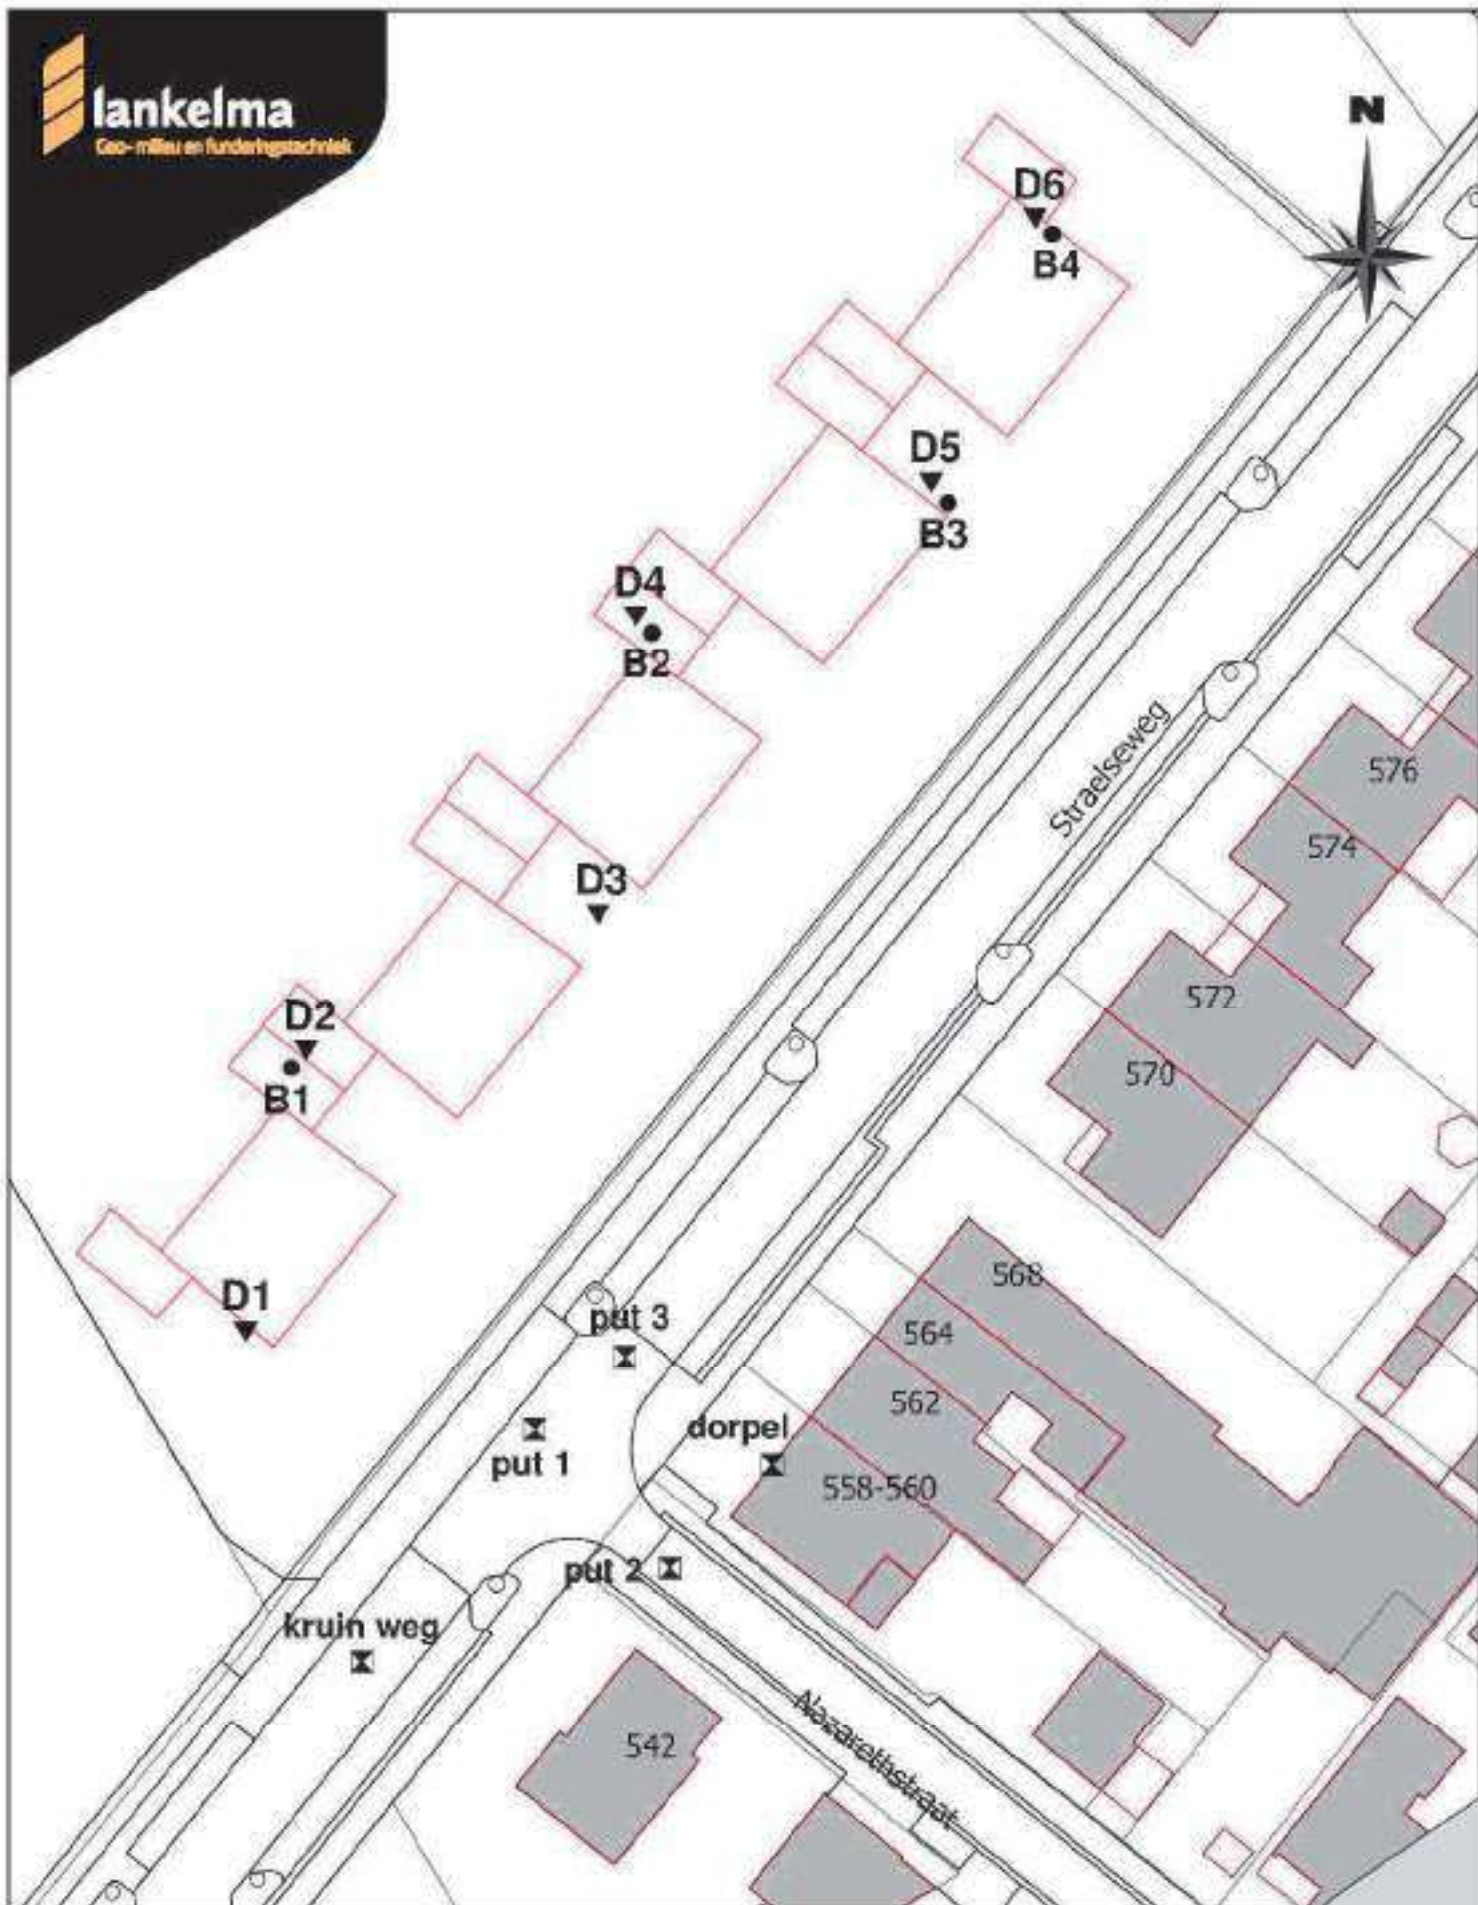 lankelma
Geo- milieu en funderingstechniek
N
D6
B4
D5
B3
D4
B2
Straelseweg
576
574
D3
572
D2
570
B1
568
D1
put 3
564
562
dorpel
put 1
558-560
put 2
kruin weg
542
Nazarethstraat